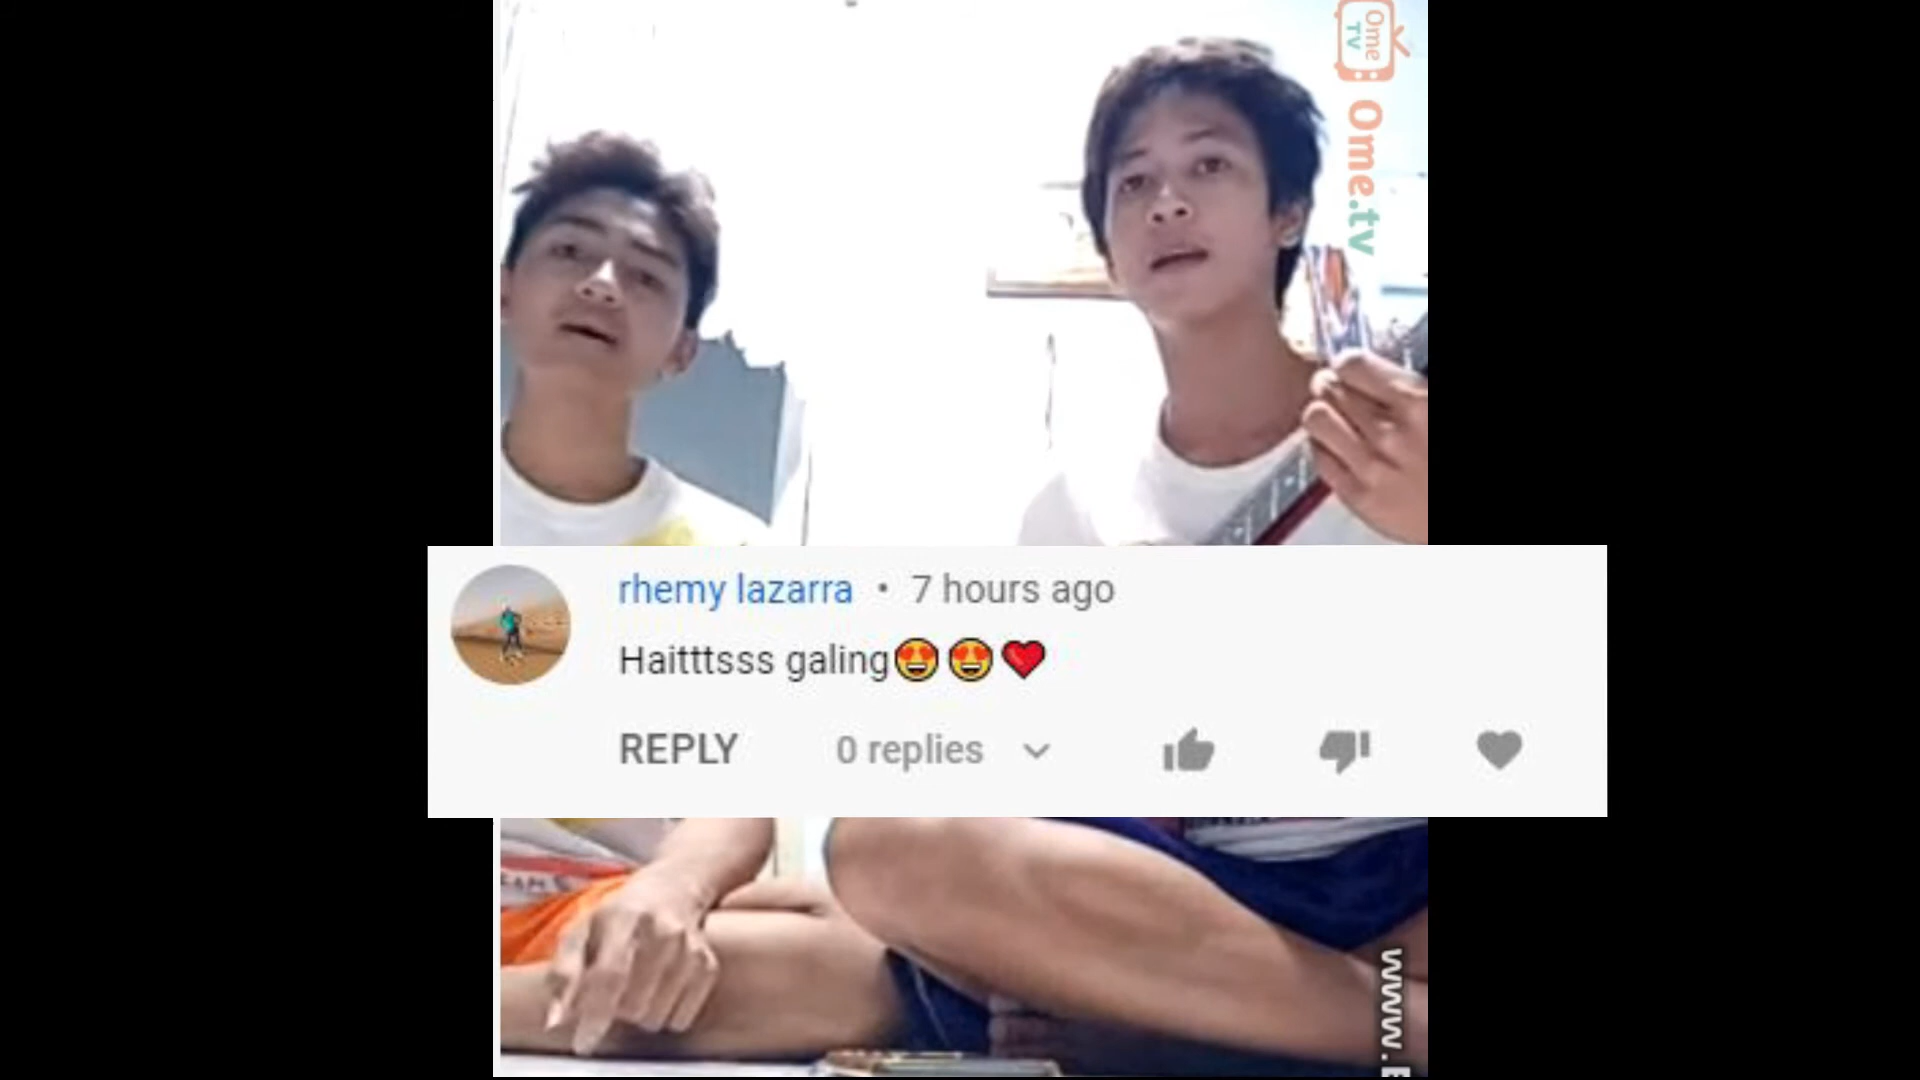 Ome
TV
Ome.tv
rhemy lazarra • 7 hours ago
Haitttsss galing😍😍❤️
REPLY 0 replies
www.